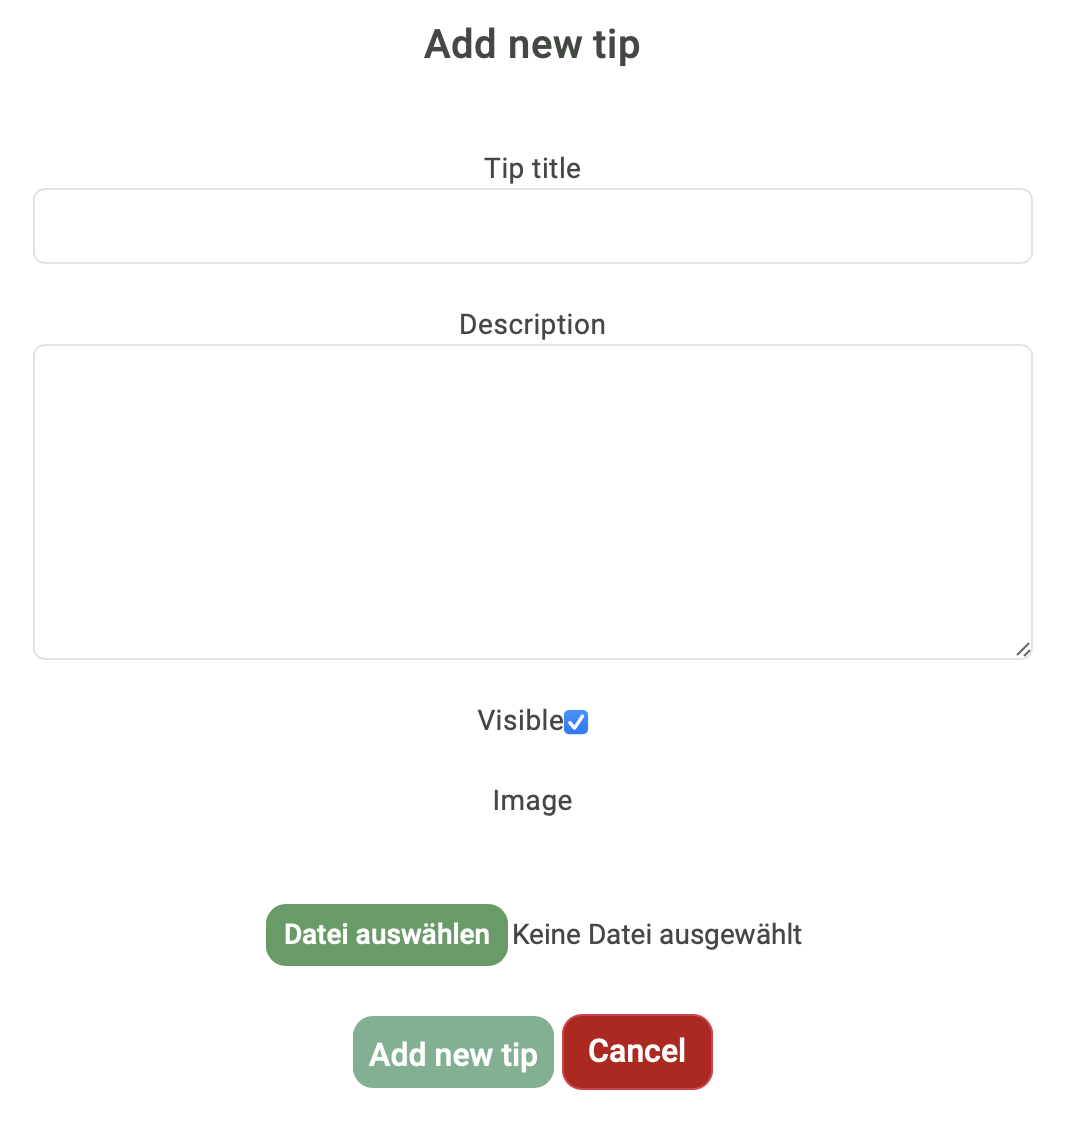 Add new tip
Tip title
Description
Visible
Image
Datei auswählen Keine Datei ausgewählt
Add new tip Cancel